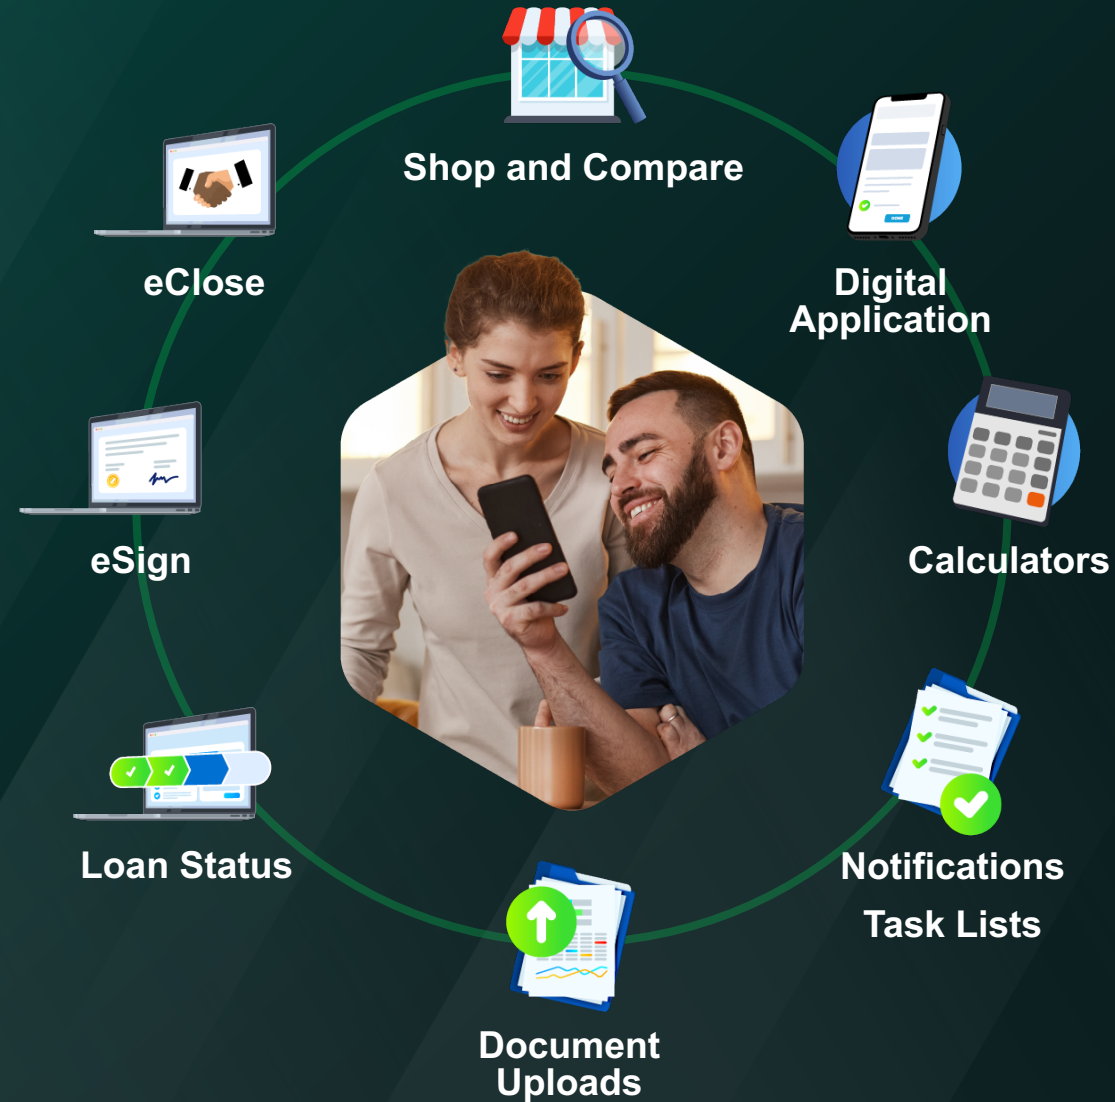 Shop and Compare
Digital
Application
Calculators
Notifications
Task Lists
Document
Uploads
Loan Status
eSign
eClose